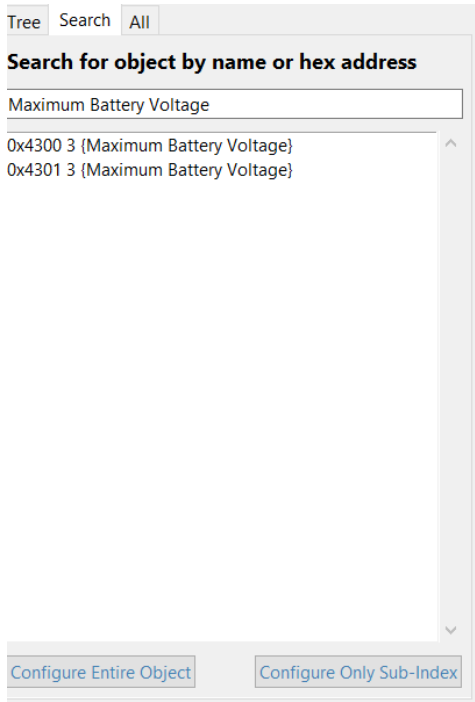 Tree Search All
Search for object by name or hex address
Maximum Battery Voltage
0x4300 3 {Maximum Battery Voltage}
0x4301 3 {Maximum Battery Voltage}
Configure Entire Object Configure Only Sub-Index